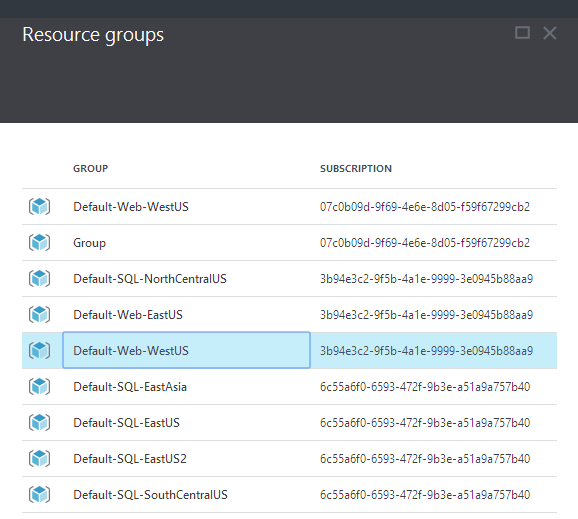 Resource groups
GROUP SUBSCRIPTION
Default-Web-WestUS 07c0b09d-9f69-4e6e-8d05-f59f67299cb2
Group 07c0b09d-9f69-4e6e-8d05-f59f67299cb2
Default-SQL-NorthCentralUS 3b94e3c2-9f5b-4a1e-9999-3e0945b88aa9
Default-Web-EastUS 3b94e3c2-9f5b-4a1e-9999-3e0945b88aa9
Default-Web-WestUS 3b94e3c2-9f5b-4a1e-9999-3e0945b88aa9
Default-SQL-EastAsia 6c55a6f0-6593-472f-9b3e-a51a9a757b40
Default-SQL-EastUS 6c55a6f0-6593-472f-9b3e-a51a9a757b40
Default-SQL-EastUS2 6c55a6f0-6593-472f-9b3e-a51a9a757b40
Default-SQL-SouthCentralUS 6c55a6f0-6593-472f-9b3e-a51a9a757b40